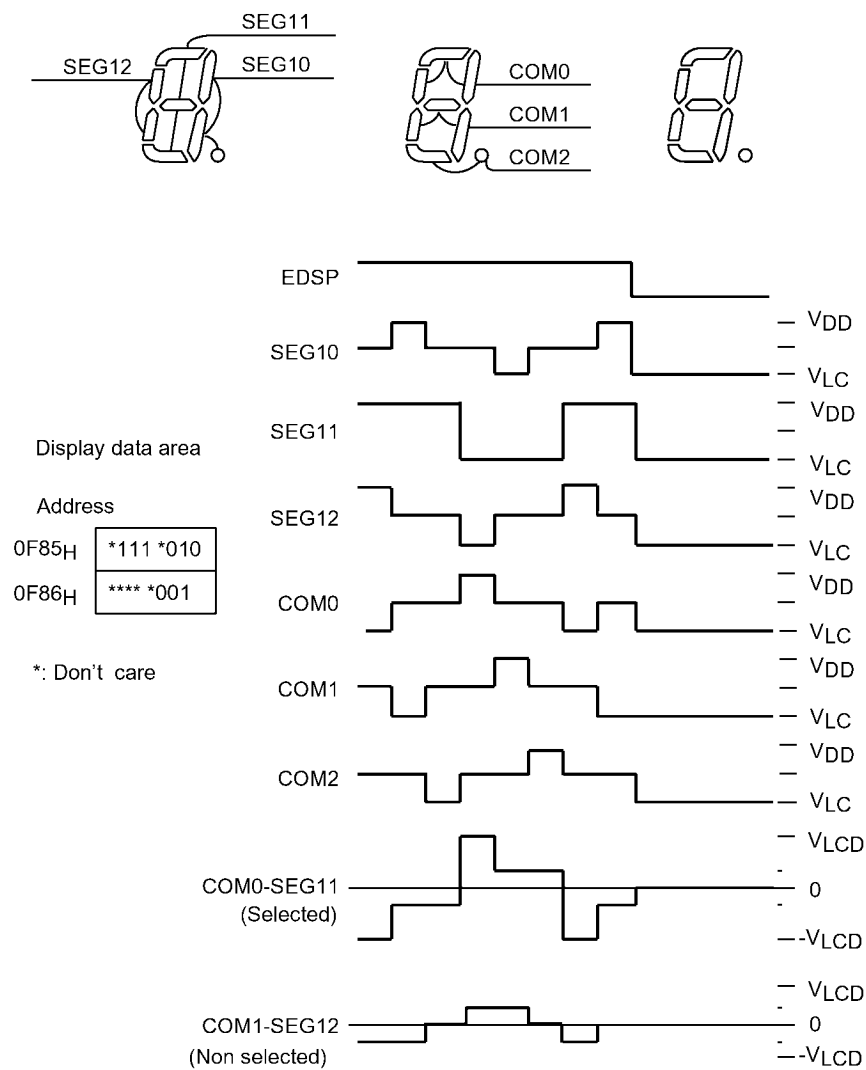 SEG11
SEG12
SEG10
COM0
COM1
COM2
EDSP
VDD
SEG10
VLC
VDD
SEG11
VLC
Display data area
VDD
Address
SEG12
0F85H *111 *010
VLC
VDD
0F86H **** *001
COM0
VLC
*: Don't care
VDD
COM1
VLC
VDD
COM2
VLC
VLCD
COM0-SEG11
0
(Selected)
-VLCD
VLCD
COM1-SEG12
0
(Non selected)
-VLCD